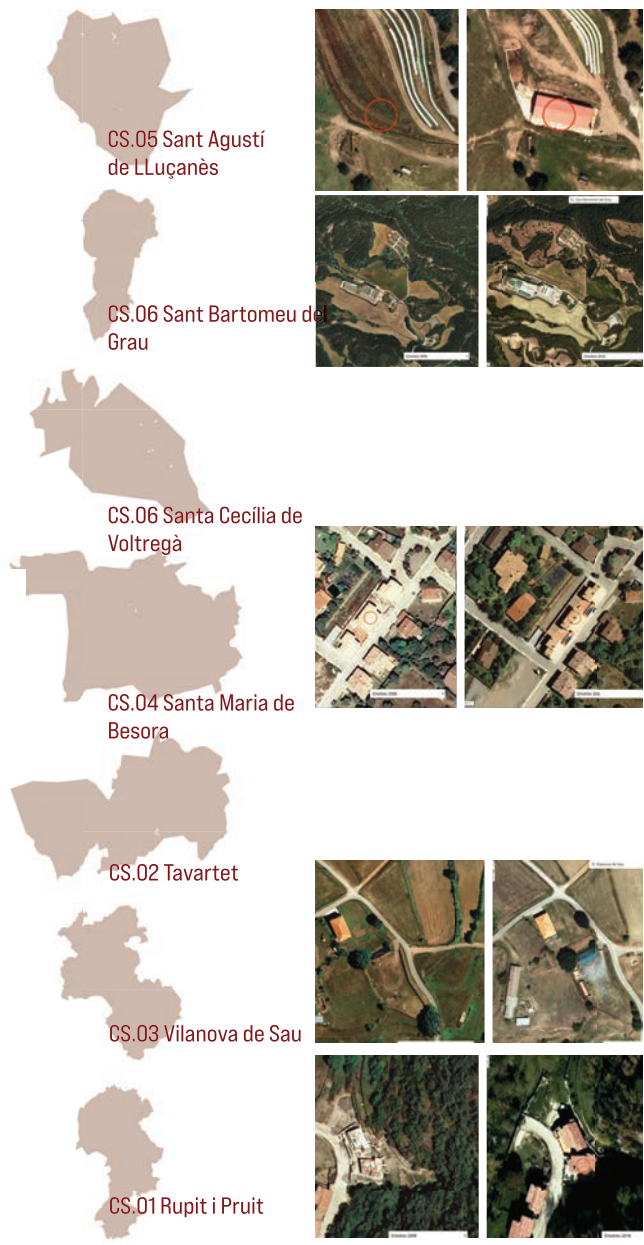 CS.05 Sant Agustí
de LLuçanès
CS.06 Sant Bartomeu del
Grau
CS.06 Santa Cecília de
Voltregà
CS.04 Santa Maria de
Besora
CS.02 Tavartet
CS.03 Vilanova de Sau
CS.01 Rupit i Pruit